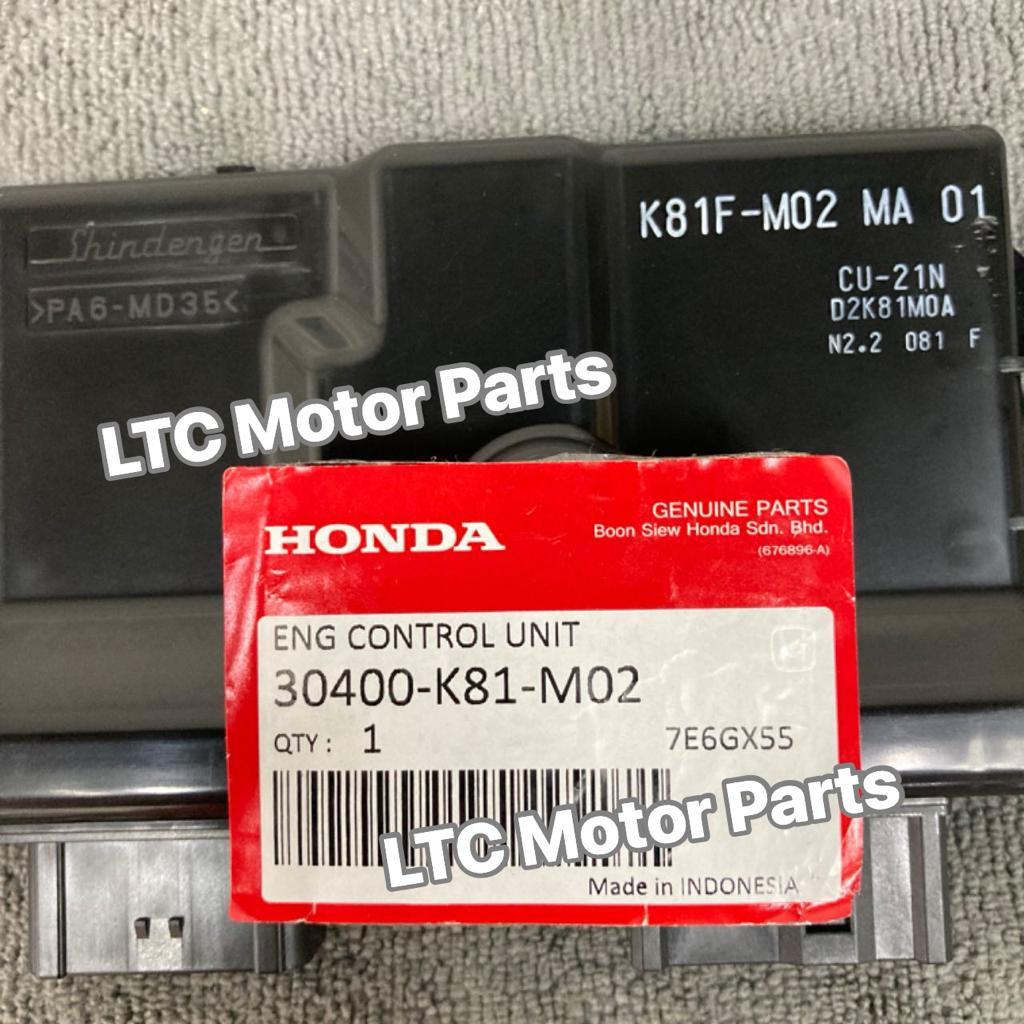 Shindengen
>PA6-MD35<
K81F-M02 MA 01
CU-21N
D2K81M0A
N2.2 081 F
LTC Motor Parts
HONDA
GENUINE PARTS
Boon Siew Honda Sdn. Bhd.
(676896-A)
ENG CONTROL UNIT
30400-K81-M02
QTY : 1 7E6GX55
LTC Motor Parts
Made in INDONESIA